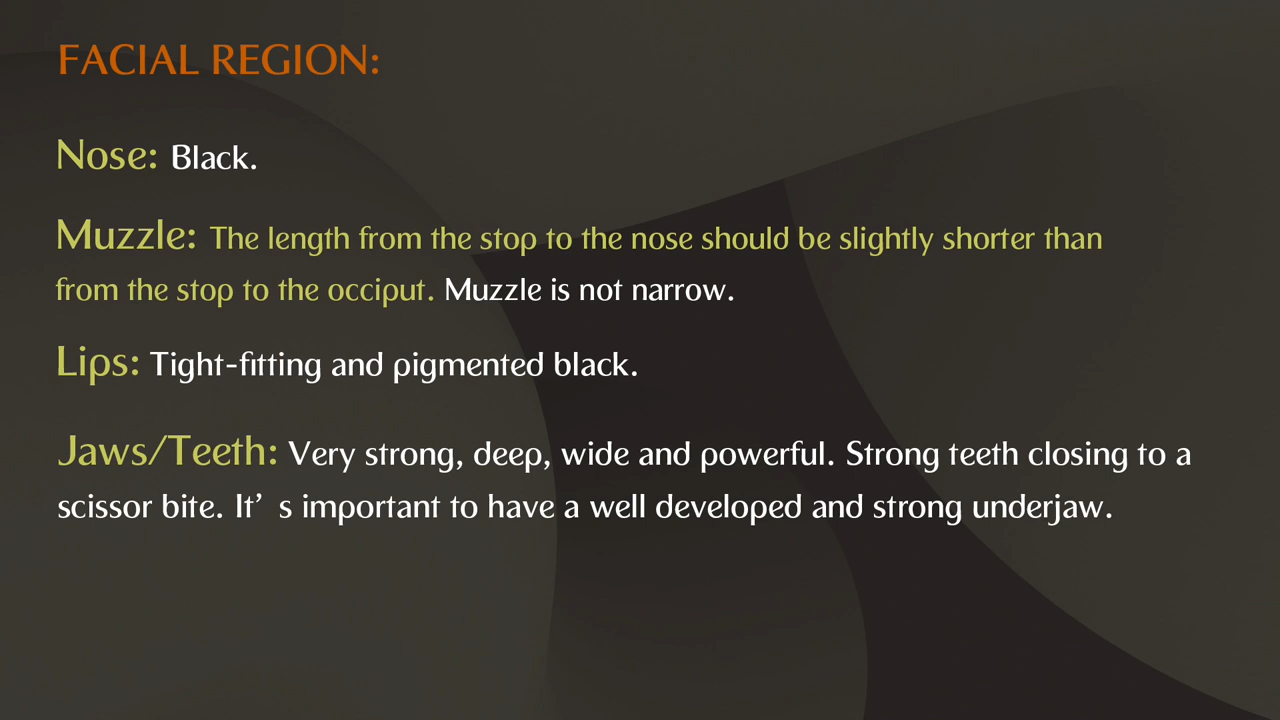 FACIAL REGION:
Nose: Black.
Muzzle: The length from the stop to the nose should be slightly shorter than
from the stop to the occiput. Muzzle is not narrow.
Lips: Tight-fitting and pigmented black.
Jaws/Teeth: Very strong, deep, wide and powerful. Strong teeth closing to a
scissor bite. It’ s important to have a well developed and strong underjaw.